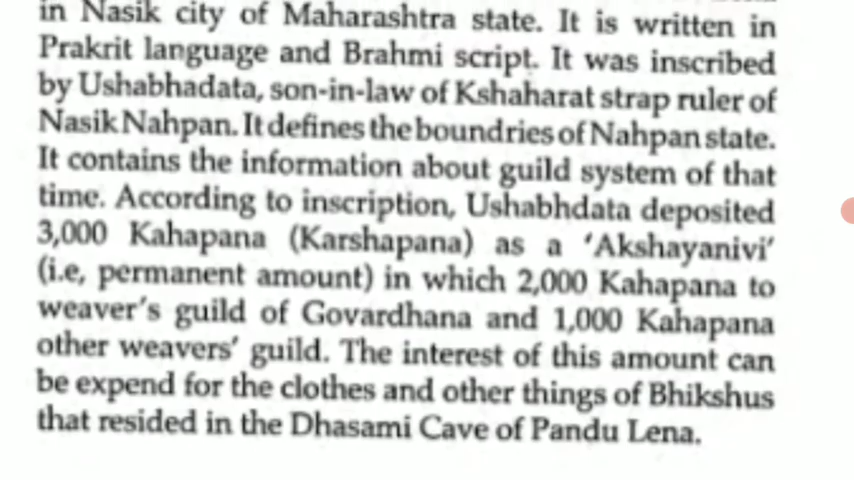 in Nasik city of Maharashtra state. It is written in
Prakrit language and Brahmi script. It was inscribed
by Ushabhadata, son-in-law of Kshaharat strap ruler of
Nasik Nahpan. It defines the boundries of Nahpan state.
It contains the information about guild system of that
time. According to inscription, Ushabhdata deposited
3,000 Kahapana (Karshapana) as a 'Akshayanivi'
(i.e, permanent amount) in which 2,000 Kahapana to
weaver's guild of Govardhana and 1,000 Kahapana
other weavers' guild. The interest of this amount can
be expend for the clothes and other things of Bhikshus
that resided in the Dhasami Cave of Pandu Lena.